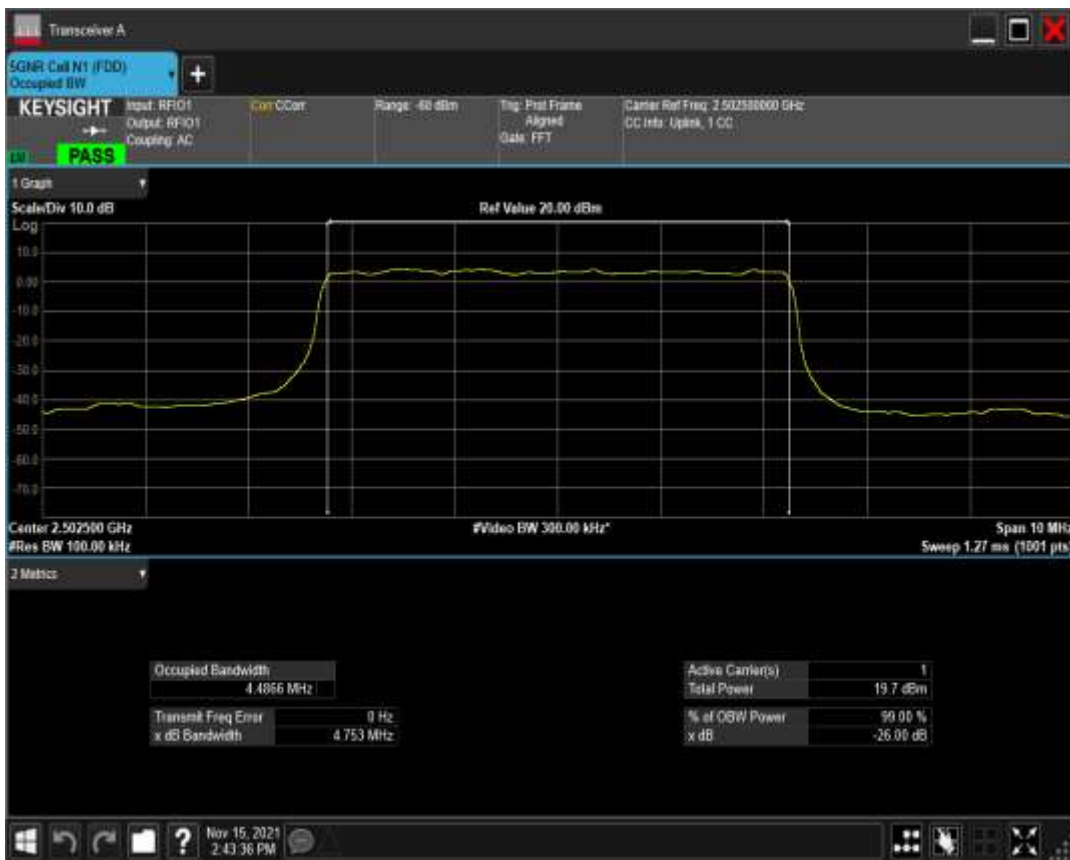 Transceiver A
5GNR Cell N1 (FDD)
Occupied BW
+
KEYSIGHT
Input: RFIO1
Output: RFIO1
Coupling: AC
Corr CCorr
Range: -60 dBm
Trig: Prot Frame
Aligned
Gate: FFT
Carrier Ref Freq: 2.502500000 GHz
CC Info: Uplink, 1 CC
PASS
1 Graph
Scale/Div 10.0 dB
Ref Value 20.00 dBm
Log
10.0
0.00
-10.0
-20.0
-30.0
-40.0
-50.0
-60.0
-70.0
Center 2.502500 GHz
#Video BW 300.00 kHz*
Span 10 MHz
#Res BW 100.00 kHz
Sweep 1.27 ms (1001 pts)
2 Metrics
Occupied Bandwidth
4.4866 MHz
Transmit Freq Error 0 Hz
x dB Bandwidth 4.753 MHz
Active Carrier(s) 1
Total Power 19.7 dBm
% of OBW Power 99.00 %
x dB -26.00 dB
?
Nov 15, 2021
2:43:36 PM